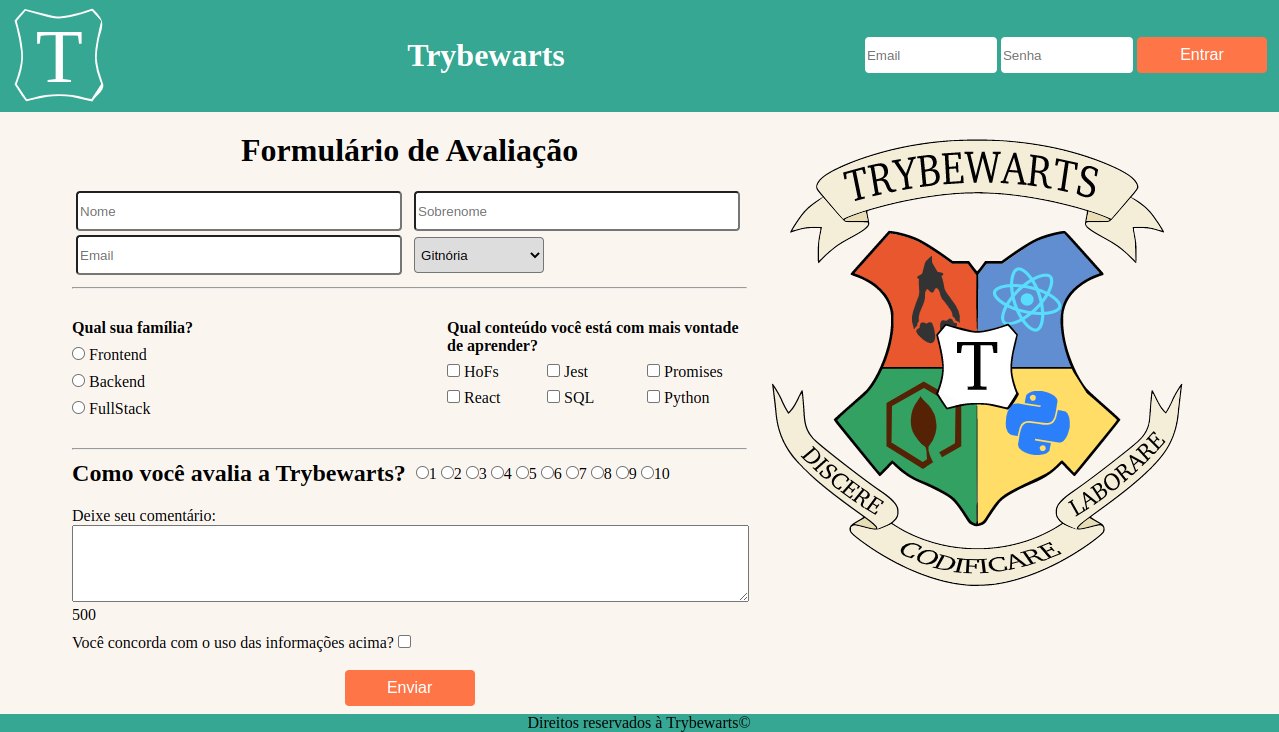 T
Trybewarts
Email Senha Entrar
Formulário de Avaliação
Nome Sobrenome
Email Gitnória
Qual sua família?
Frontend
Backend
FullStack
Qual conteúdo você está com mais vontade
de aprender?
HoFs Jest Promises
React SQL Python
Como você avalia a Trybewarts? 1 2 3 4 5 6 7 8 9 10
Deixe seu comentário:
500
Você concorda com o uso das informações acima?
Enviar
TRYBEWARTS
T
DISCERE
CODIFICARE
LABORARE
Direitos reservados à Trybewarts©